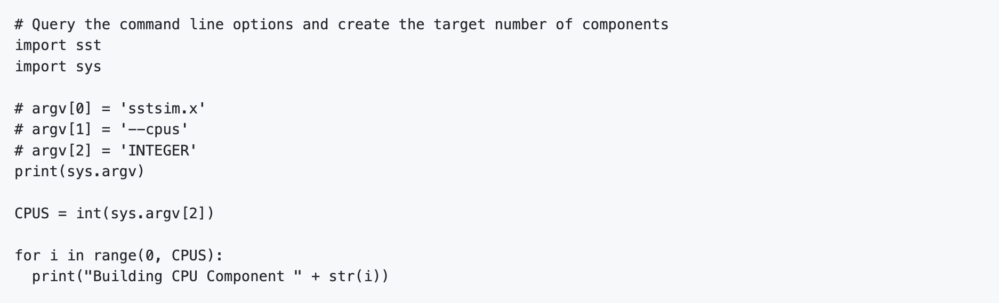 # Query the command line options and create the target number of components
import sst
import sys

# argv[0] = 'sstsim.x'
# argv[1] = '--cpus'
# argv[2] = 'INTEGER'
print(sys.argv)

CPUS = int(sys.argv[2])

for i in range(0, CPUS):
  print("Building CPU Component " + str(i))